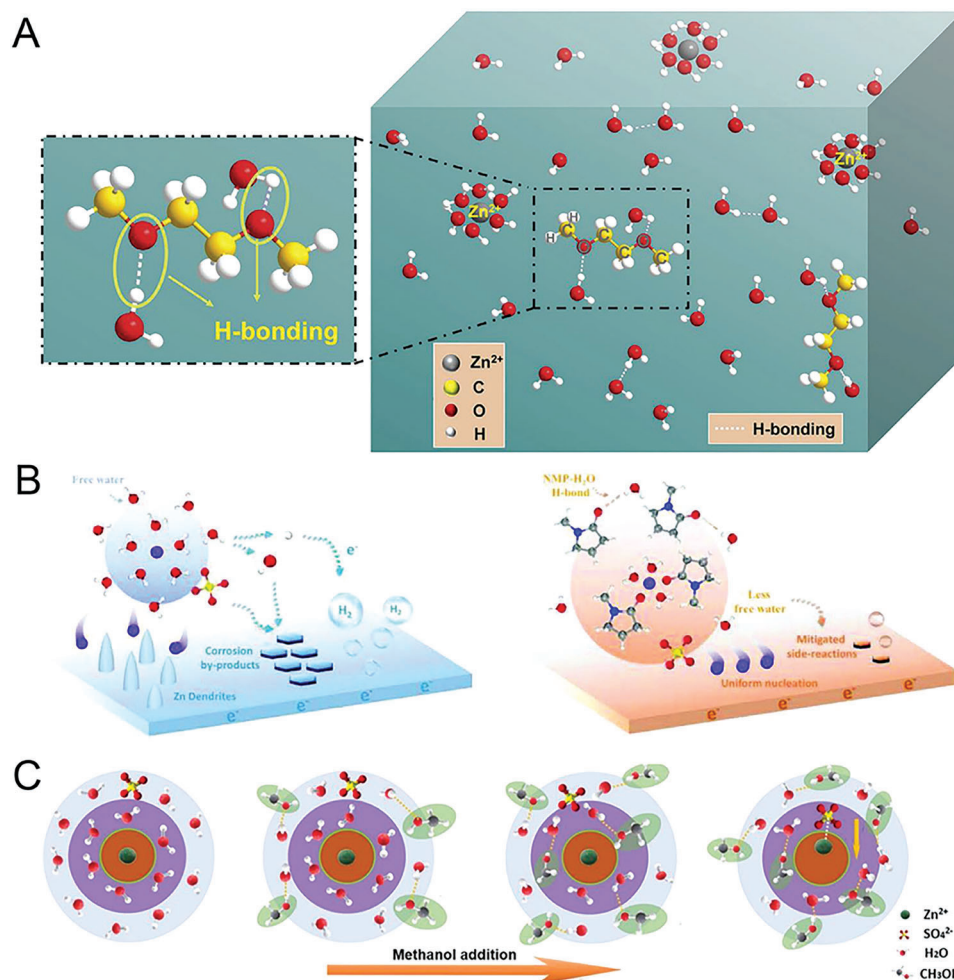 A
Zn²⁺
Zn²⁺
H
C
C
H
C
C
H-bonding
Zn²⁺
C
O
H
H-bonding
B
Free water
e⁻
H₂
H₂
Corrosion
by-products
Zn Dendrites
e⁻ e⁻ e⁻ e⁻
NMP-H₂O
H-bond
Less
free water
Mitigated
side-reactions
Uniform nucleation
e⁻ e⁻ e⁻ e⁻
C
Methanol addition
Zn²⁺
SO₄²⁻
H₂O
CH₃OH